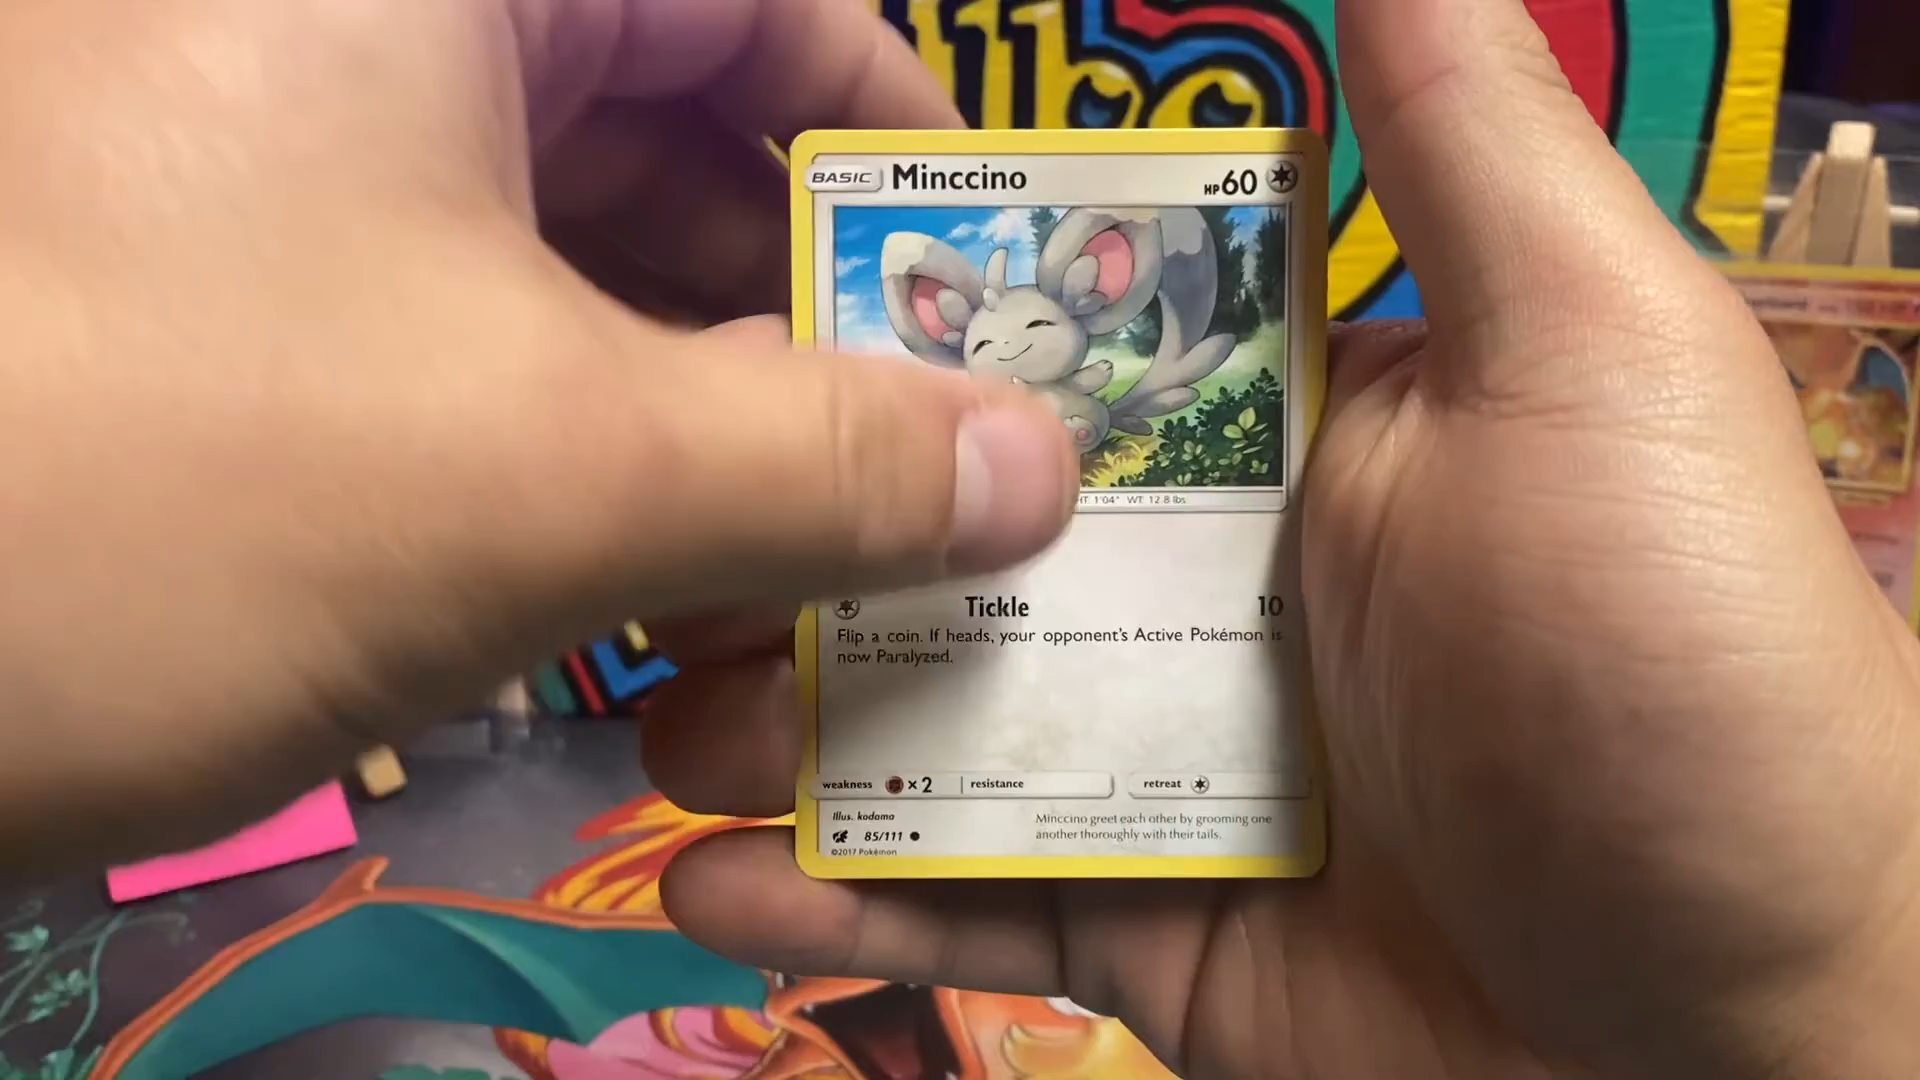 BASIC Minccino HP 60
HT: 1'04" WT: 12.8 lbs
Tickle 10
Flip a coin. If heads, your opponent's Active Pokémon is
now Paralyzed.
weakness × 2 resistance retreat
Illus. kodama
85/111
©2017 Pokémon
Minccino greet each other by grooming one
another thoroughly with their tails.